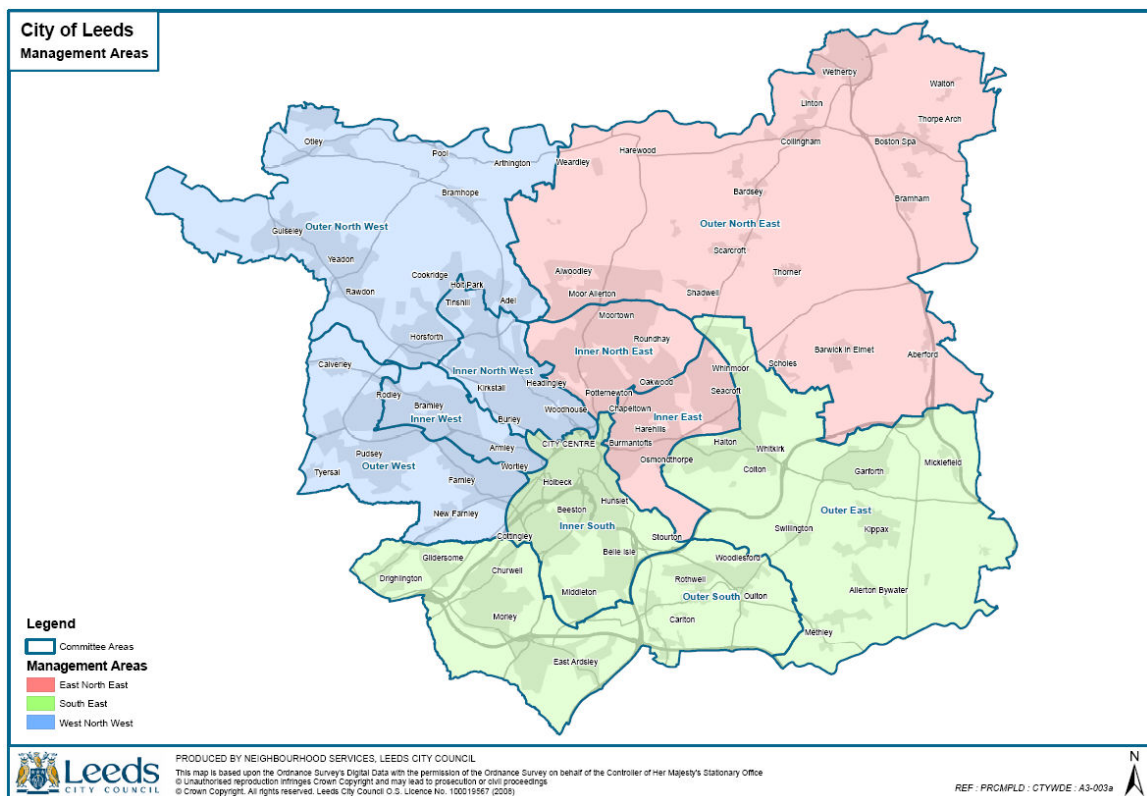 City of Leeds
Management Areas
Wetherby
Walton
Linton
Thorpe Arch
Otley
Pool
Arthington
Weardley
Harewood
Collingham
Boston Spa
Bramhope
Bardsey
Bramham
Guiseley
Outer North West
Outer North East
Scarcroft
Yeadon
Cookridge
Holt Park
Alwoodley
Thorner
Rawdon
Tinshill
Adel
Moor Allerton
Shadwell
Moortown
Horsforth
Roundhay
Inner North East
Barwick in Elmet
Aberford
Calverley
Inner North West
Whinmoor
Scholes
Headingley
Oakwood
Kirkstall
Rodley
Potternewton
Seacroft
Bramley
Woodhouse
Chapeltown
Inner West
Burley
Inner East
Harehills
CITY CENTRE
Burmantofts
Halton
Armley
Whitkirk
Pudsey
Osmondthorpe
Micklefield
Outer West
Wortley
Colton
Garforth
Tyersal
Farnley
Holbeck
Hunslet
New Farnley
Beeston
Outer East
Inner South
Swillington
Kippax
Cottingley
Stourton
Gildersome
Belle Isle
Woodlesford
Drighlington
Churwell
Rothwell
Middleton
Outer South
Oulton
Allerton Bywater
Morley
Carlton
Methley
East Ardsley
Legend
Committee Areas
Management Areas
East North East
South East
West North West
Leeds
CITY COUNCIL
PRODUCED BY NEIGHBOURHOOD SERVICES, LEEDS CITY COUNCIL
This map is based upon the Ordnance Survey's Digital Data with the permission of the Ordnance Survey on behalf of the Controller of Her Majesty's Stationary Office
© Unauthorised reproduction infringes Crown Copyright and may lead to prosecution or civil proceedings
© Crown Copyright. All rights reserved. Leeds City Council O.S. Licence No. 100019567 (2008)
REF : PRCMPLD : CTYWDE : A3-003a
N